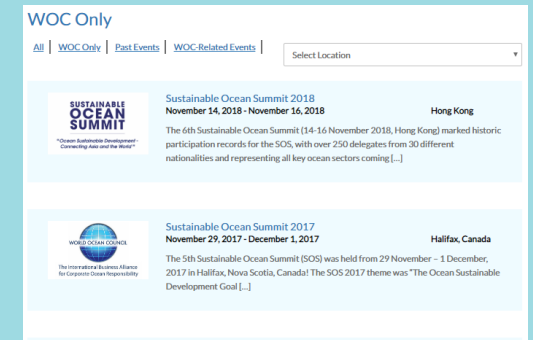 WOC Only
All | WOC Only | Past Events | WOC-Related Events |
Select Location
SUSTAINABLE
OCEAN
SUMMIT
"Ocean Sustainable Development -
Connecting Asia and the World"
Sustainable Ocean Summit 2018
November 14, 2018 - November 16, 2018 Hong Kong
The 6th Sustainable Ocean Summit (14-16 November 2018, Hong Kong) marked historic
participation records for the SOS, with over 250 delegates from 30 different
nationalities and representing all key ocean sectors coming [...]
WORLD OCEAN COUNCIL
The International Business Alliance
for Corporate Ocean Responsibility
Sustainable Ocean Summit 2017
November 29, 2017 - December 1, 2017 Halifax, Canada
The 5th Sustainable Ocean Summit (SOS) was held from 29 November – 1 December,
2017 in Halifax, Nova Scotia, Canada! The SOS 2017 theme was "The Ocean Sustainable
Development Goal [...]